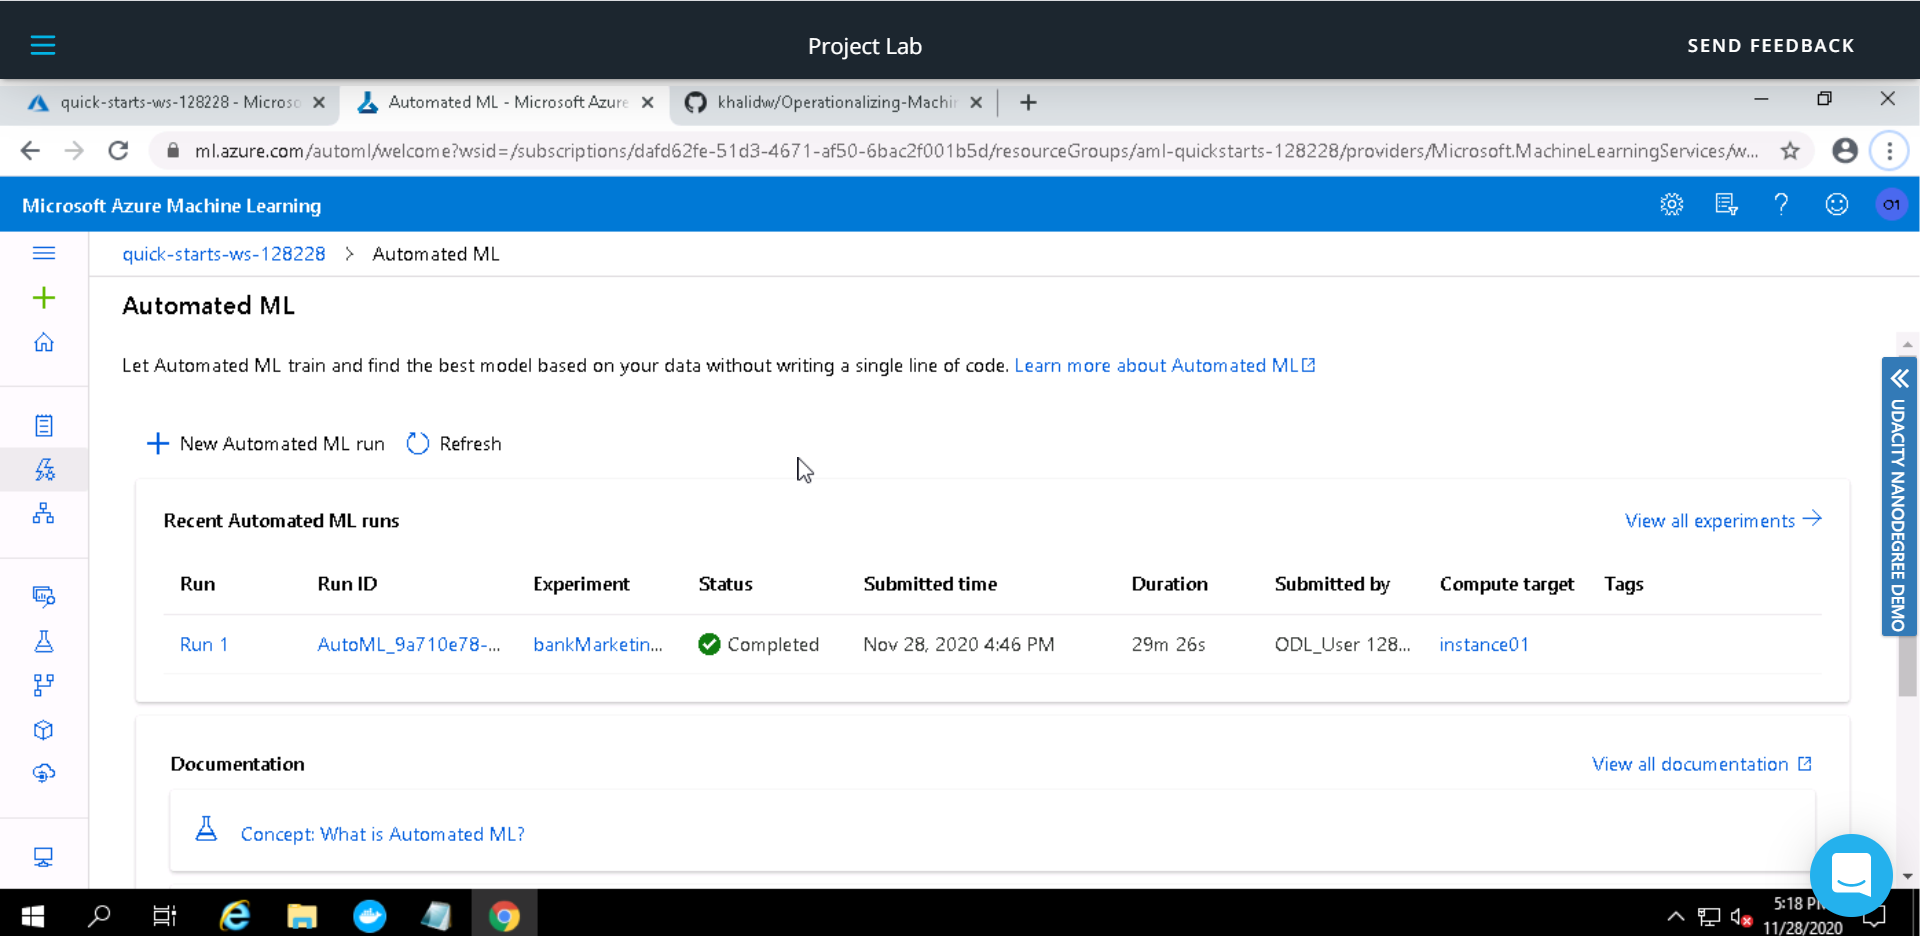 Project Lab
SEND FEEDBACK
quick-starts-ws-128228 - Microso
Automated ML - Microsoft Azure
khalidw/Operationalizing-Machin
ml.azure.com/automl/welcome?wsid=/subscriptions/dafd62fe-51d3-4671-af50-6bac2f001b5d/resourceGroups/aml-quickstarts-128228/providers/Microsoft.MachineLearningServices/w...
Microsoft Azure Machine Learning
O1
quick-starts-ws-128228 > Automated ML
Automated ML
Let Automated ML train and find the best model based on your data without writing a single line of code. Learn more about Automated ML
New Automated ML run Refresh
Recent Automated ML runs
View all experiments
Run Run ID Experiment Status Submitted time Duration Submitted by Compute target Tags
Run 1 AutoML_9a710e78-... bankMarketin... Completed Nov 28, 2020 4:46 PM 29m 26s ODL_User 128... instance01
UDACITY NANODEGREE DEMO
Documentation
View all documentation
Concept: What is Automated ML?
5:18 P
11/28/2020